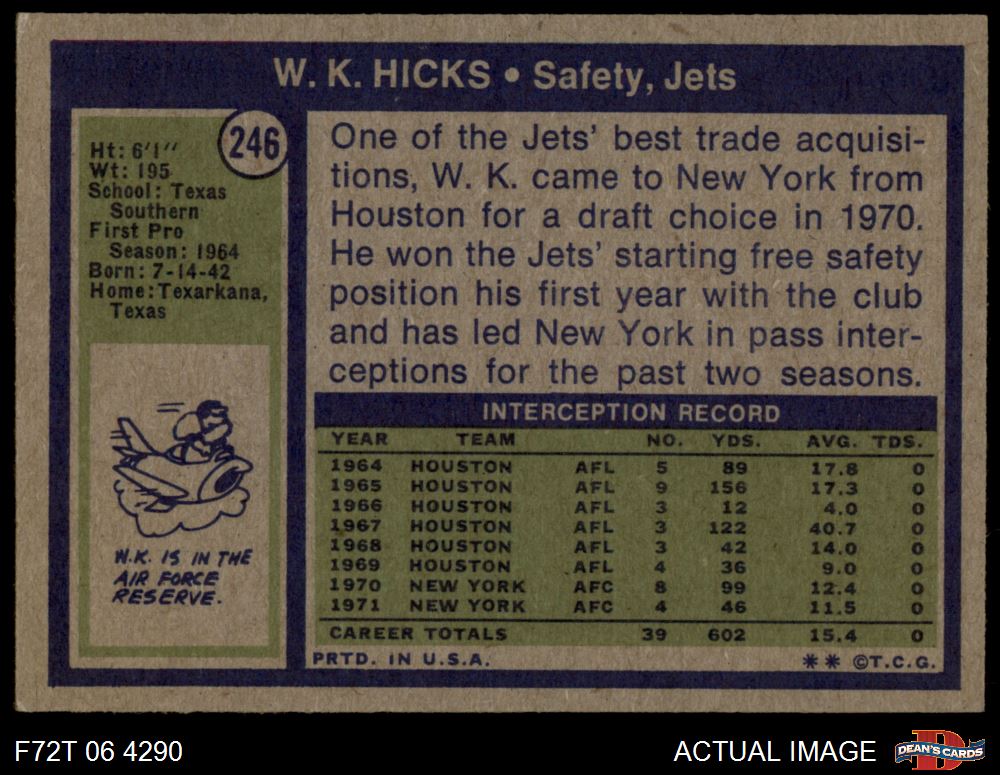 W. K. HICKS • Safety, Jets
246
Ht: 6'1''
Wt: 195
School: Texas
Southern
First Pro
Season: 1964
Born: 7-14-42
Home: Texarkana,
Texas
W.K. IS IN THE
AIR FORCE
RESERVE.
One of the Jets' best trade acquisi-
tions, W. K. came to New York from
Houston for a draft choice in 1970.
He won the Jets' starting free safety
position his first year with the club
and has led New York in pass inter-
ceptions for the past two seasons.
INTERCEPTION RECORD
YEAR TEAM NO. YDS. AVG. TDS.
1964 HOUSTON AFL 5 89 17.8 0
1965 HOUSTON AFL 9 156 17.3 0
1966 HOUSTON AFL 3 12 4.0 0
1967 HOUSTON AFL 3 122 40.7 0
1968 HOUSTON AFL 3 42 14.0 0
1969 HOUSTON AFL 4 36 9.0 0
1970 NEW YORK AFC 8 99 12.4 0
1971 NEW YORK AFC 4 46 11.5 0
CAREER TOTALS 39 602 15.4 0
PRTD. IN U.S.A. ** ©T.C.G.
F72T 06 4290 ACTUAL IMAGE DEAN'S CARDS